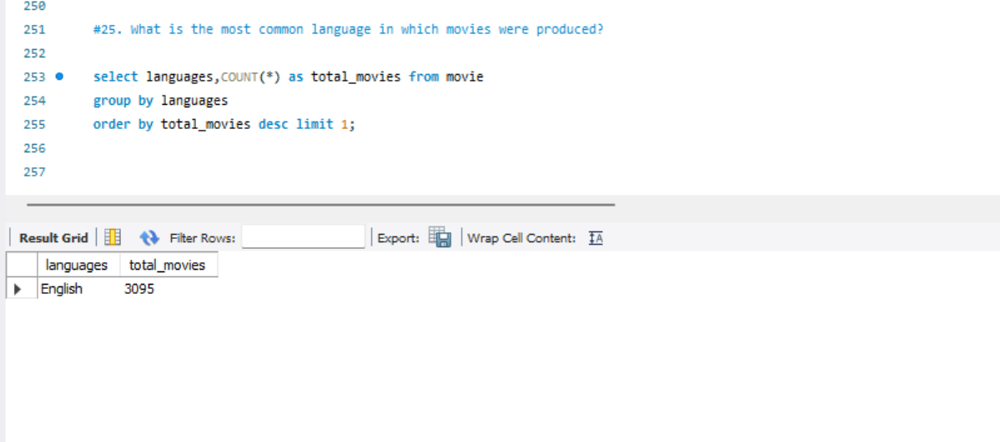 250
251 #25. What is the most common language in which movies were produced?
252
253 select languages,COUNT(*) as total_movies from movie
254 group by languages
255 order by total_movies desc limit 1;
256
257
Result Grid Filter Rows: Export: Wrap Cell Content: IA
languages total_movies
English 3095